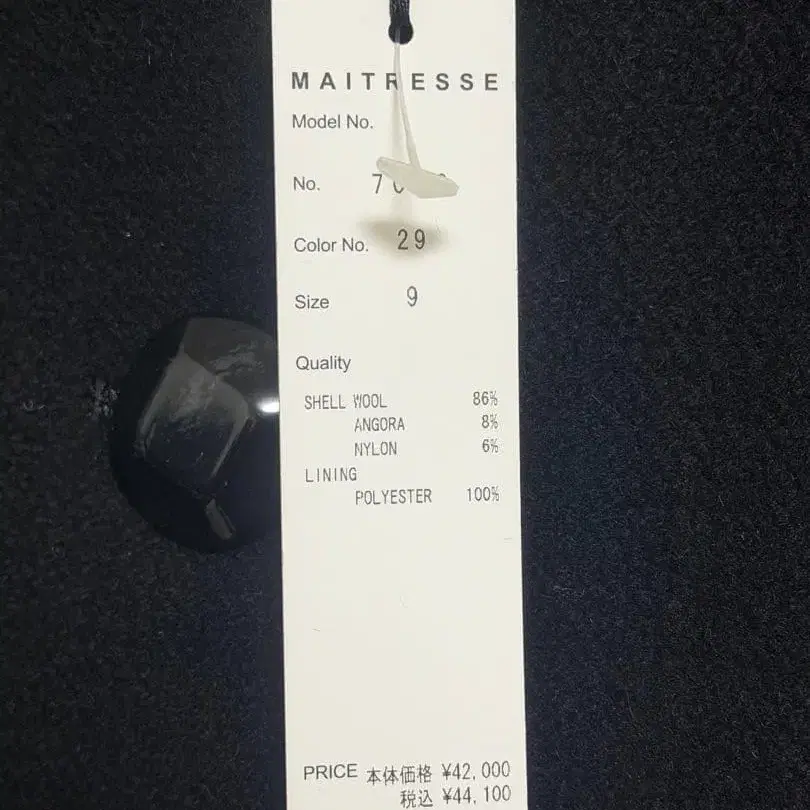 MAITRESSE
Model No.
No.
Color No. 29
Size 9
Quality
SHELL WOOL 86%
ANGORA 8%
NYLON 6%
LINING
POLYESTER 100%
PRICE 本体価格 ¥42,000
税込 ¥44,100